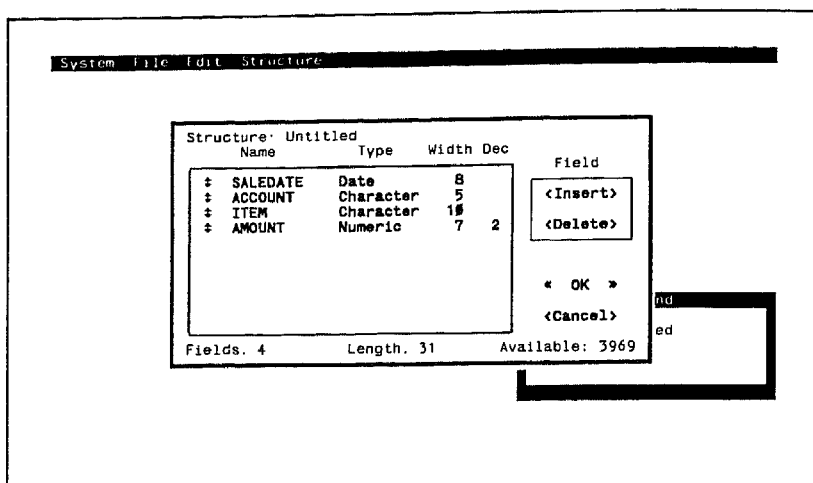 System File Edit Structure
Structure: Untitled
Name Type Width Dec
Field
‡ SALEDATE Date 8
‡ ACCOUNT Character 5
‡ ITEM Character 10
‡ AMOUNT Numeric 7 2
<Insert>
<Delete>
« OK »
<Cancel>
nd
ed
Fields. 4 Length. 31 Available: 3969